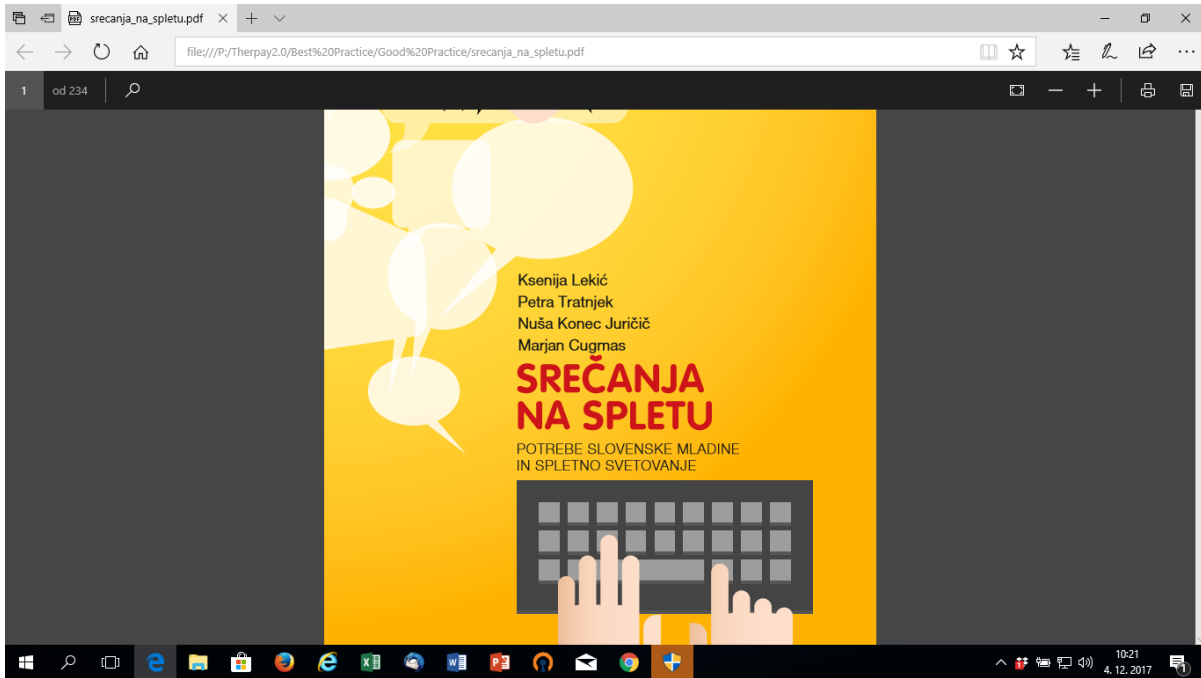 srecanja_na_spletu.pdf
file:///P:/Therpay2.0/Best%20Practice/Good%20Practice/srecanja_na_spletu.pdf
1 od 234
Ksenija Lekić
Petra Tratnjek
Nuša Konec Juričič
Marjan Cugmas
SREČANJA
NA SPLETU
POTREBE SLOVENSKE MLADINE
IN SPLETNO SVETOVANJE
10:21
4. 12. 2017